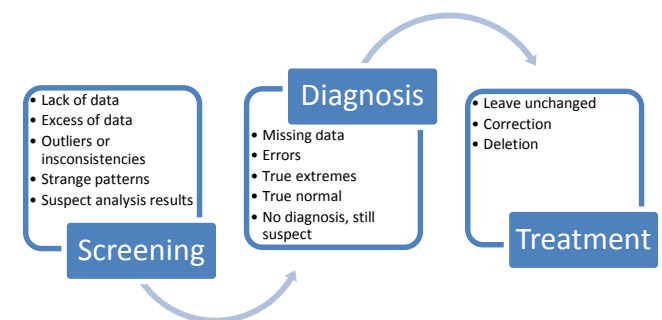 • Lack of data
• Excess of data
• Outliers or
insconsistencies
• Strange patterns
• Suspect analysis results
Screening
Diagnosis
• Missing data
• Errors
• True extremes
• True normal
• No diagnosis, still
suspect
• Leave unchanged
• Correction
• Deletion
Treatment